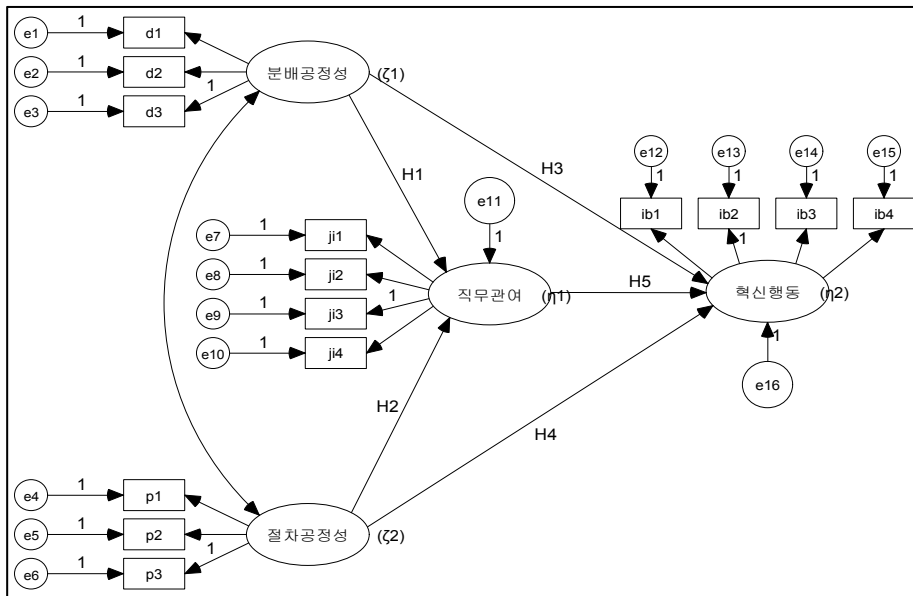 e1 1 d1
e2 1 d2
e3 1 d3
1
분배공정성 (ζ1)
H3
H1
e12 e13 e14 e15
1 1 1 1
ib1 ib2 ib3 ib4
1
e11
1
e7 1 ji1
e8 1 ji2
e9 1 ji3
e10 1 ji4
1
직무관여 (η1)
H5
혁신행동 (η2)
1
e16
H2
H4
e4 1 p1
e5 1 p2
e6 1 p3
1
절차공정성 (ζ2)